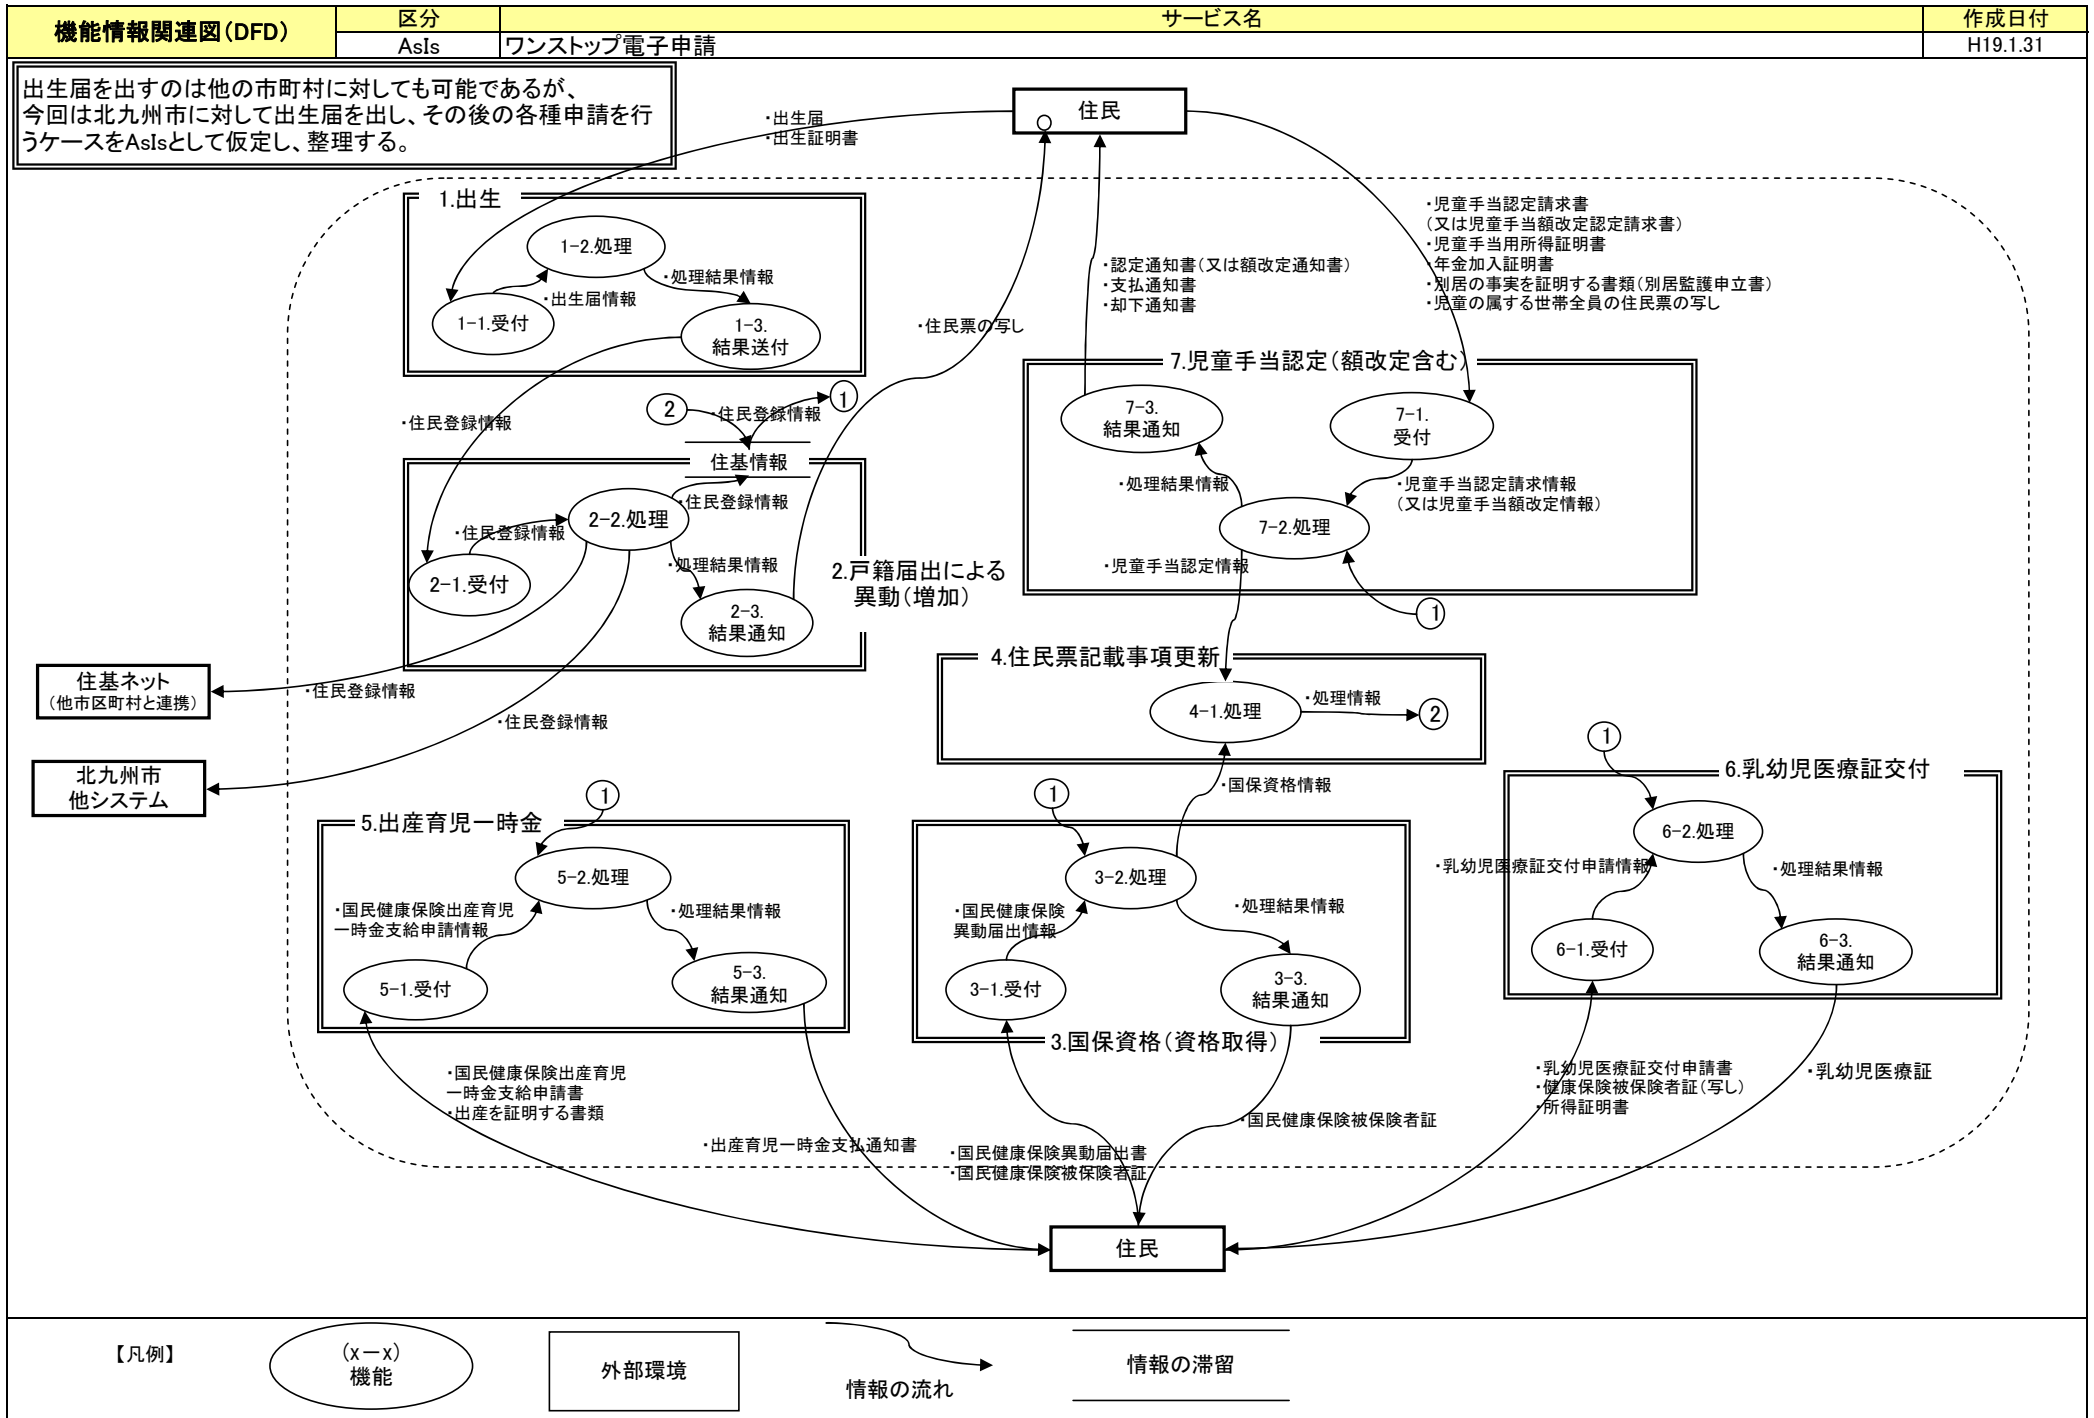 機能情報関連図(DFD)
区分
サービス名
作成日付
AsIs
ワンストップ電子申請
H19.1.31
出生届を出すのは他の市町村に対しても可能であるが、
今回は北九州市に対して出生届を出し、その後の各種申請を行
うケースをAsIsとして仮定し、整理する。
住民
・出生届
・出生証明書
1.出生
1-2.処理
・処理結果情報
・出生届情報
1-1.受付
1-3.
結果送付
・住民票の写し
・認定通知書(又は額改定通知書)
・支払通知書
・却下通知書
・児童手当認定請求書
(又は児童手当額改定認定請求書)
・児童手当用所得証明書
・年金加入証明書
・別居の事実を証明する書類(別居監護申立書)
・児童の属する世帯全員の住民票の写し
7.児童手当認定(額改定含む)
7-3.
結果通知
7-1.
受付
・処理結果情報
・児童手当認定請求情報
(又は児童手当額改定情報)
7-2.処理
・児童手当認定情報
1
2
・住民登録情報
1
・住民登録情報
住基情報
・住民登録情報
2-2.処理
・住民登録情報
2-1.受付
・処理結果情報
2-3.
結果通知
2.戸籍届出による
異動(増加)
住基ネット
(他市区町村と連携)
・住民登録情報
・住民登録情報
北九州市
他システム
4.住民票記載事項更新
4-1.処理
・処理情報
2
・国保資格情報
1
5.出産育児一時金
5-2.処理
・国民健康保険出産育児
一時金支給申請情報
・処理結果情報
5-1.受付
5-3.
結果通知
・国民健康保険出産育児
一時金支給申請書
・出産を証明する書類
・出産育児一時金支払通知書
1
3-2.処理
・国民健康保険
異動届出情報
・処理結果情報
3-1.受付
3-3.
結果通知
3.国保資格(資格取得)
・国民健康保険被保険者証
・国民健康保険異動届出書
・国民健康保険被保険者証
1
6.乳幼児医療証交付
6-2.処理
・乳幼児医療証交付申請情報
・処理結果情報
6-1.受付
6-3.
結果通知
・乳幼児医療証交付申請書
・健康保険被保険者証(写し)
・所得証明書
・乳幼児医療証
住民
【凡例】
(x-x)
機能
外部環境
情報の流れ
情報の滞留